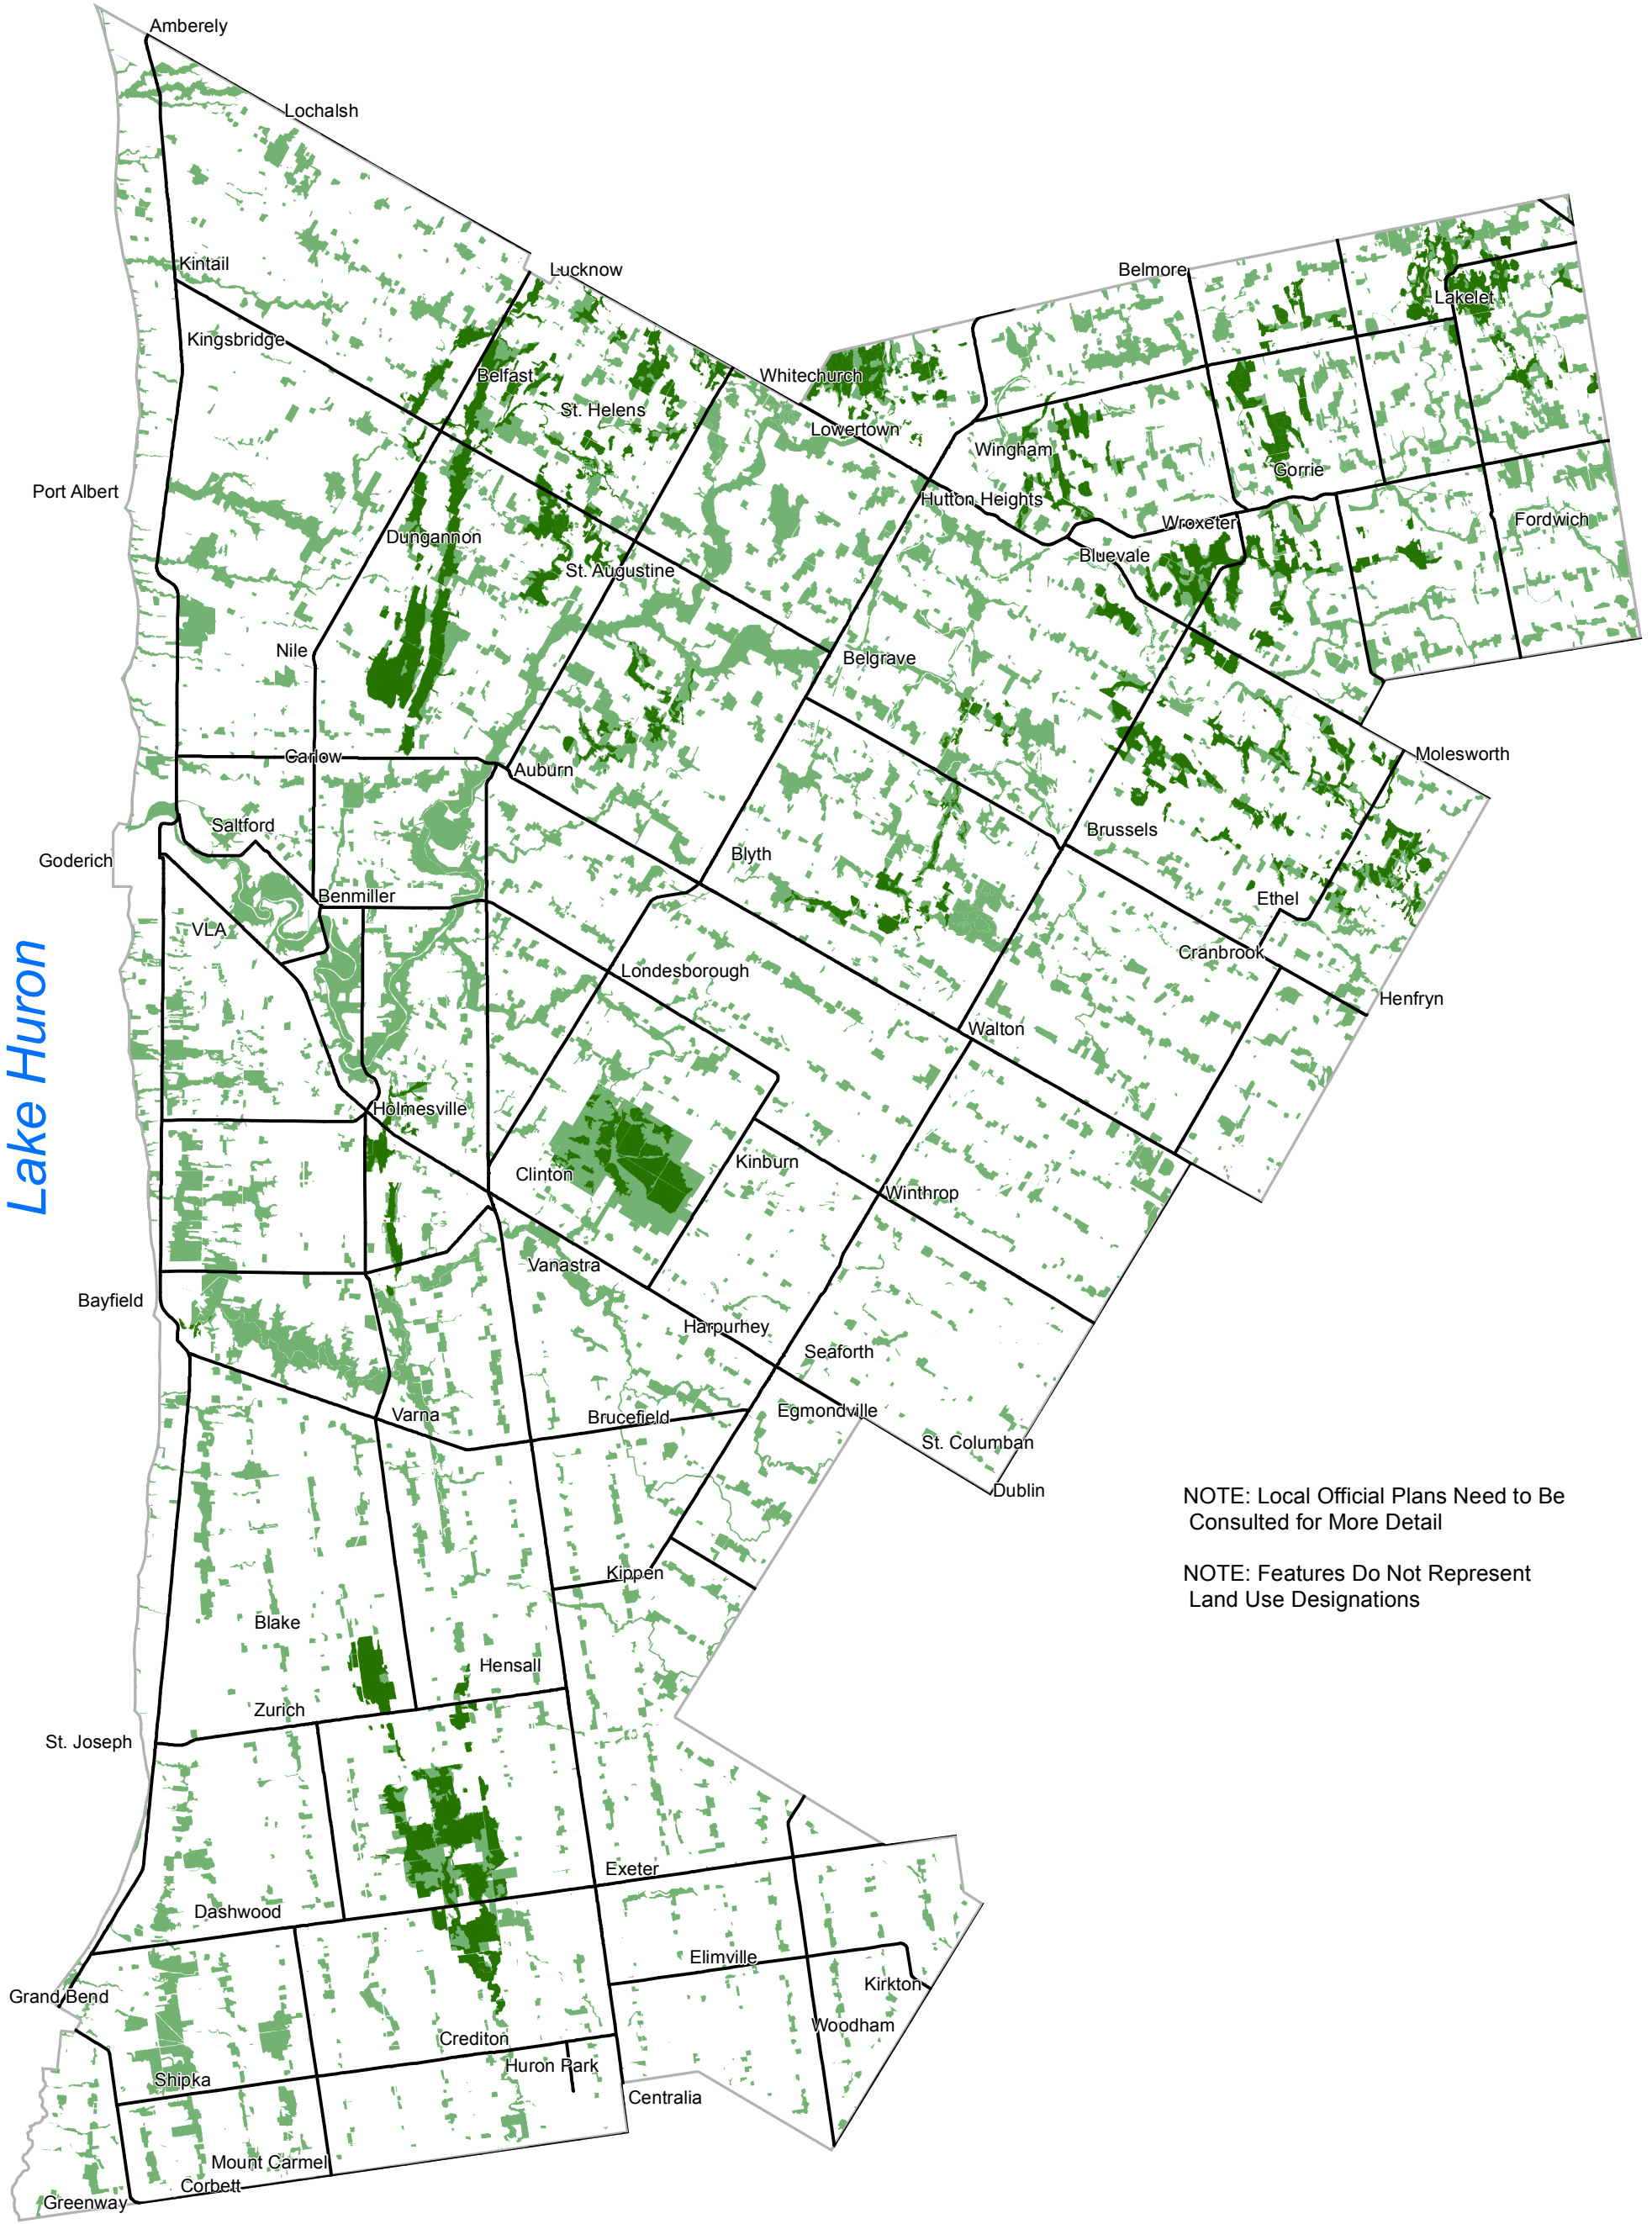 Amberely
Lochalsh
Kintail
Lucknow
Belmore
Lakelet
Kingsbridge
Belfast
Whitechurch
St. Helens
Lowertown
Wingham
Gorrie
Port Albert
Hutton Heights
Wroxeter
Fordwich
Dungannon
Bluevale
St. Augustine
Nile
Belgrave
Carlow
Auburn
Molesworth
Saltford
Brussels
Goderich
Blyth
Benmiller
Ethel
VLA
Cranbrook
Londesborough
Henfryn
Walton
Lake Huron
Holmesville
Clinton
Kinburn
Winthrop
Vanastra
Bayfield
Harpurhey
Seaforth
Varna
Brucefield
Egmondville
St. Columban
Dublin
NOTE: Local Official Plans Need to Be
Consulted for More Detail
NOTE: Features Do Not Represent
Land Use Designations
Kippen
Blake
Hensall
Zurich
St. Joseph
Exeter
Dashwood
Elimville
Kirkton
Grand Bend
Woodham
Crediton
Huron Park
Shipka
Centralia
Mount Carmel
Corbett
Greenway